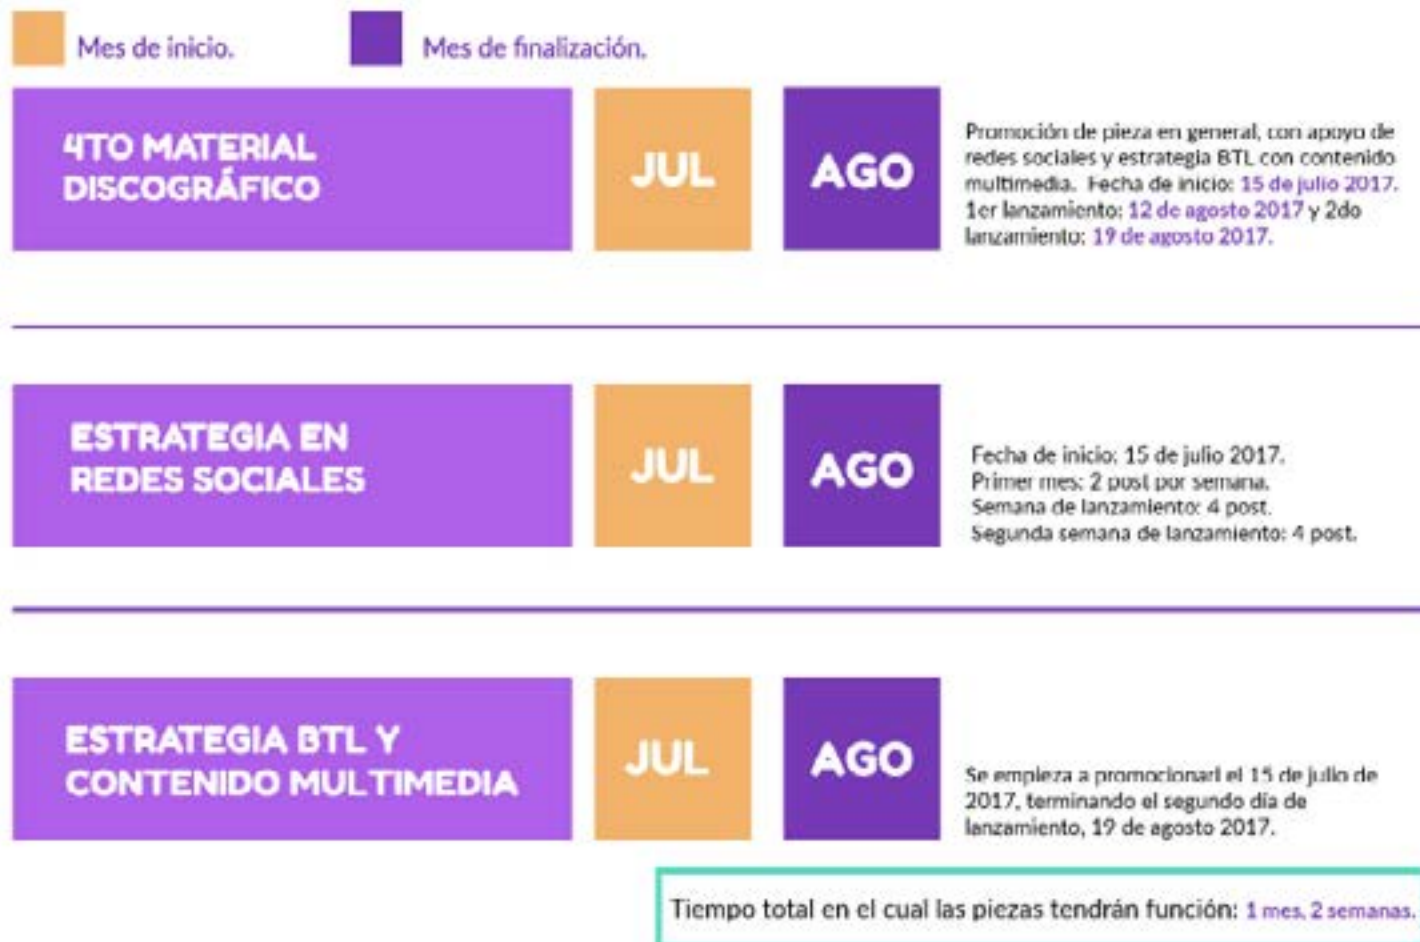 Mes de inicio.
Mes de finalización.
4TO MATERIAL
DISCOGRÁFICO
JUL
AGO
Promoción de pieza en general, con apoyo de
redes sociales y estrategia BTL con contenido
multimedia. Fecha de inicio: 15 de julio 2017.
1er lanzamiento: 12 de agosto 2017 y 2do
lanzamiento: 19 de agosto 2017.
ESTRATEGIA EN
REDES SOCIALES
JUL
AGO
Fecha de inicio: 15 de julio 2017.
Primer mes: 2 post por semana.
Semana de lanzamiento: 4 post.
Segunda semana de lanzamiento: 4 post.
ESTRATEGIA BTL Y
CONTENIDO MULTIMEDIA
JUL
AGO
Se empieza a promocionarl el 15 de julio de
2017, terminando el segundo día de
lanzamiento, 19 de agosto 2017.
Tiempo total en el cual las piezas tendrán función: 1 mes, 2 semanas.